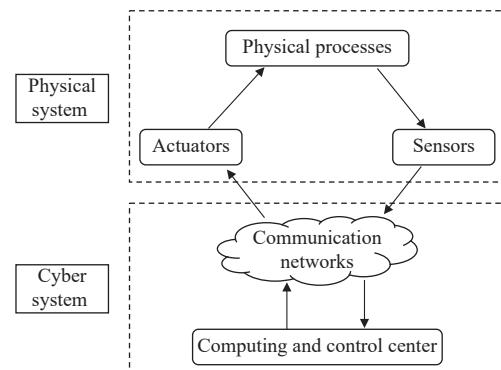 Physical processes
Physical
system
Actuators
Sensors
Communication
networks
Cyber
system
Computing and control center